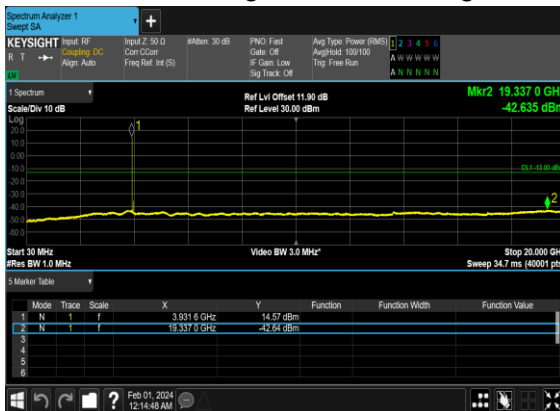 Spectrum Analyzer 1
Swept SA
KEYSIGHT Input: RF Input Z: 50 Ω #Atten: 30 dB PNO: Fast Avg Type: Power (RMS) 1 2 3 4 5 6
R T Coupling: DC Corr CCorr Gate: Off Avg|Hold: 100/100 A W W W W W
Align: Auto Freq Ref: Int (S) IF Gain: Low Trig: Free Run
Sig Track: Off A N N N N N
1 Spectrum
Scale/Div 10 dB Ref Lvl Offset 11.90 dB Mkr2 19.337 0 GH
Ref Level 30.00 dBm -42.635 dBm
Log
20.0
10.0
0.00
-10.0
DL1 -13.00 dB
-20.0
-30.0
-40.0
-50.0
-60.0
1
2
Start 30 MHz Video BW 3.0 MHz* Stop 20.000 GH
#Res BW 1.0 MHz Sweep 34.7 ms (40001 pts
5 Marker Table
Mode Trace Scale X Y Function Function Width Function Value
1 N 1 f 3.931 6 GHz 14.57 dBm
2 N 1 f 19.337 0 GHz -42.64 dBm
3
4
5
6
? Feb 01, 2024
12:14:48 AM